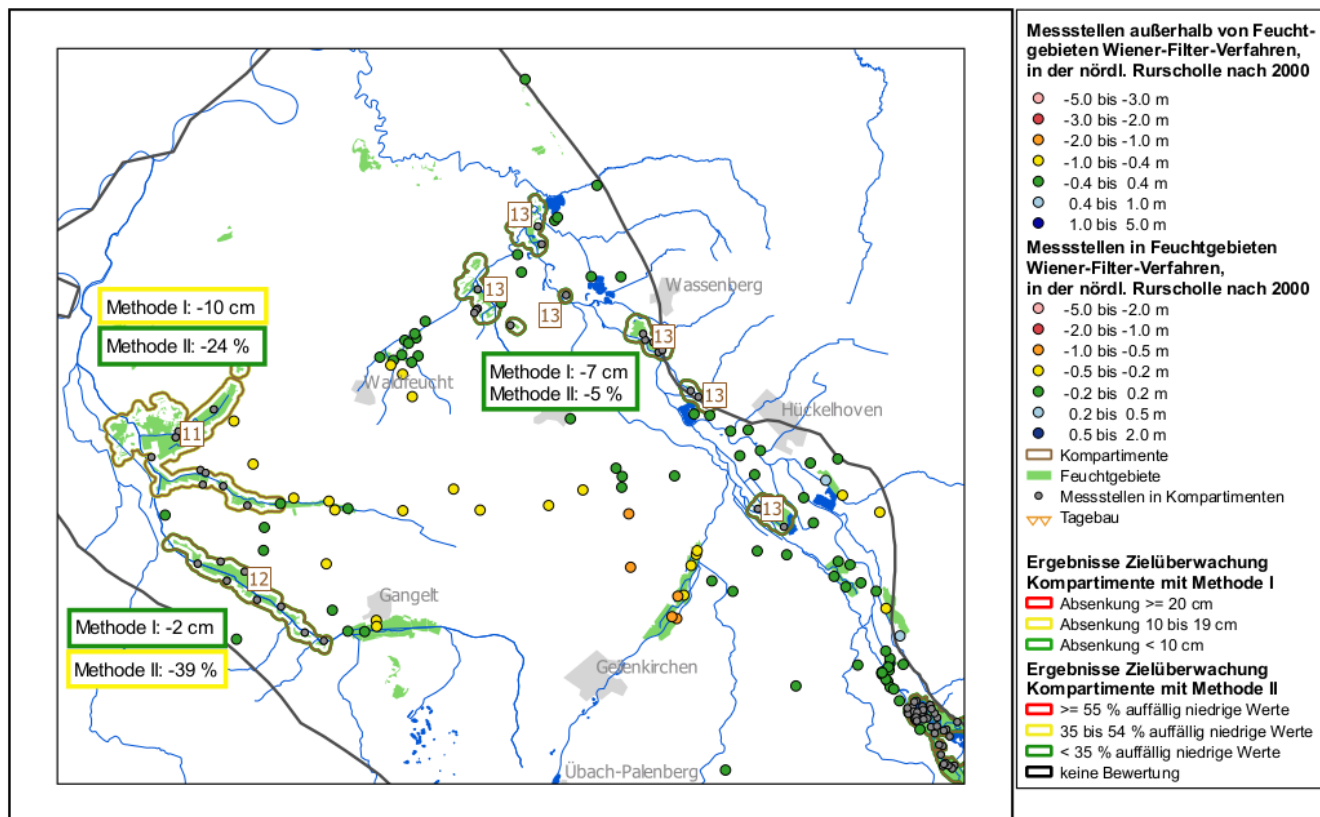 13
13
13
Wassenberg
Methode I: -10 cm
Methode II: -24 %
13
Methode I: -7 cm
Methode II: -5 %
Waldfeucht
13
Hückelhoven
11
13
12
Gangelt
Methode I: -2 cm
Methode II: -39 %
Geilenkirchen
Übach-Palenberg
Messstellen außerhalb von Feucht-
gebieten Wiener-Filter-Verfahren,
in der nördl. Rurscholle nach 2000
-5.0 bis -3.0 m
-3.0 bis -2.0 m
-2.0 bis -1.0 m
-1.0 bis -0.4 m
-0.4 bis 0.4 m
0.4 bis 1.0 m
1.0 bis 5.0 m
Messstellen in Feuchtgebieten
Wiener-Filter-Verfahren,
in der nördl. Rurscholle nach 2000
-5.0 bis -2.0 m
-2.0 bis -1.0 m
-1.0 bis -0.5 m
-0.5 bis -0.2 m
-0.2 bis 0.2 m
0.2 bis 0.5 m
0.5 bis 2.0 m
Kompartimente
Feuchtgebiete
Messstellen in Kompartimenten
Tagebau
Ergebnisse Zielüberwachung
Kompartimente mit Methode I
Absenkung >= 20 cm
Absenkung 10 bis 19 cm
Absenkung < 10 cm
Ergebnisse Zielüberwachung
Kompartimente mit Methode II
>= 55 % auffällig niedrige Werte
35 bis 54 % auffällig niedrige Werte
< 35 % auffällig niedrige Werte
keine Bewertung